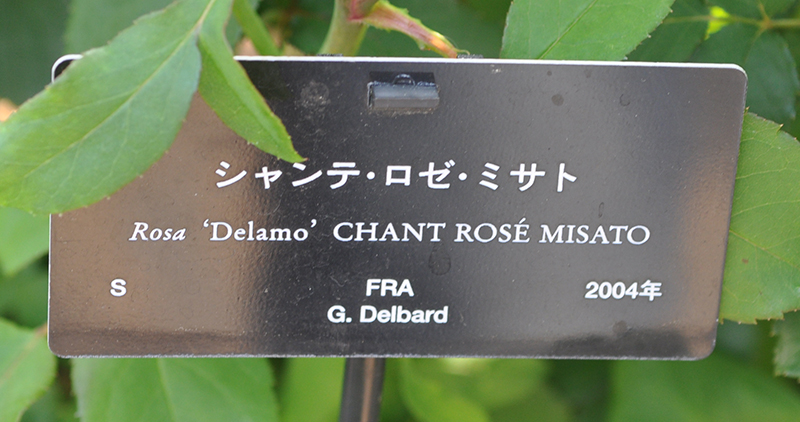 シャンテ・ロゼ・ミサト
Rosa ‘Delamo’ CHANT ROSÉ MISATO
S FRA 2004年
G. Delbard